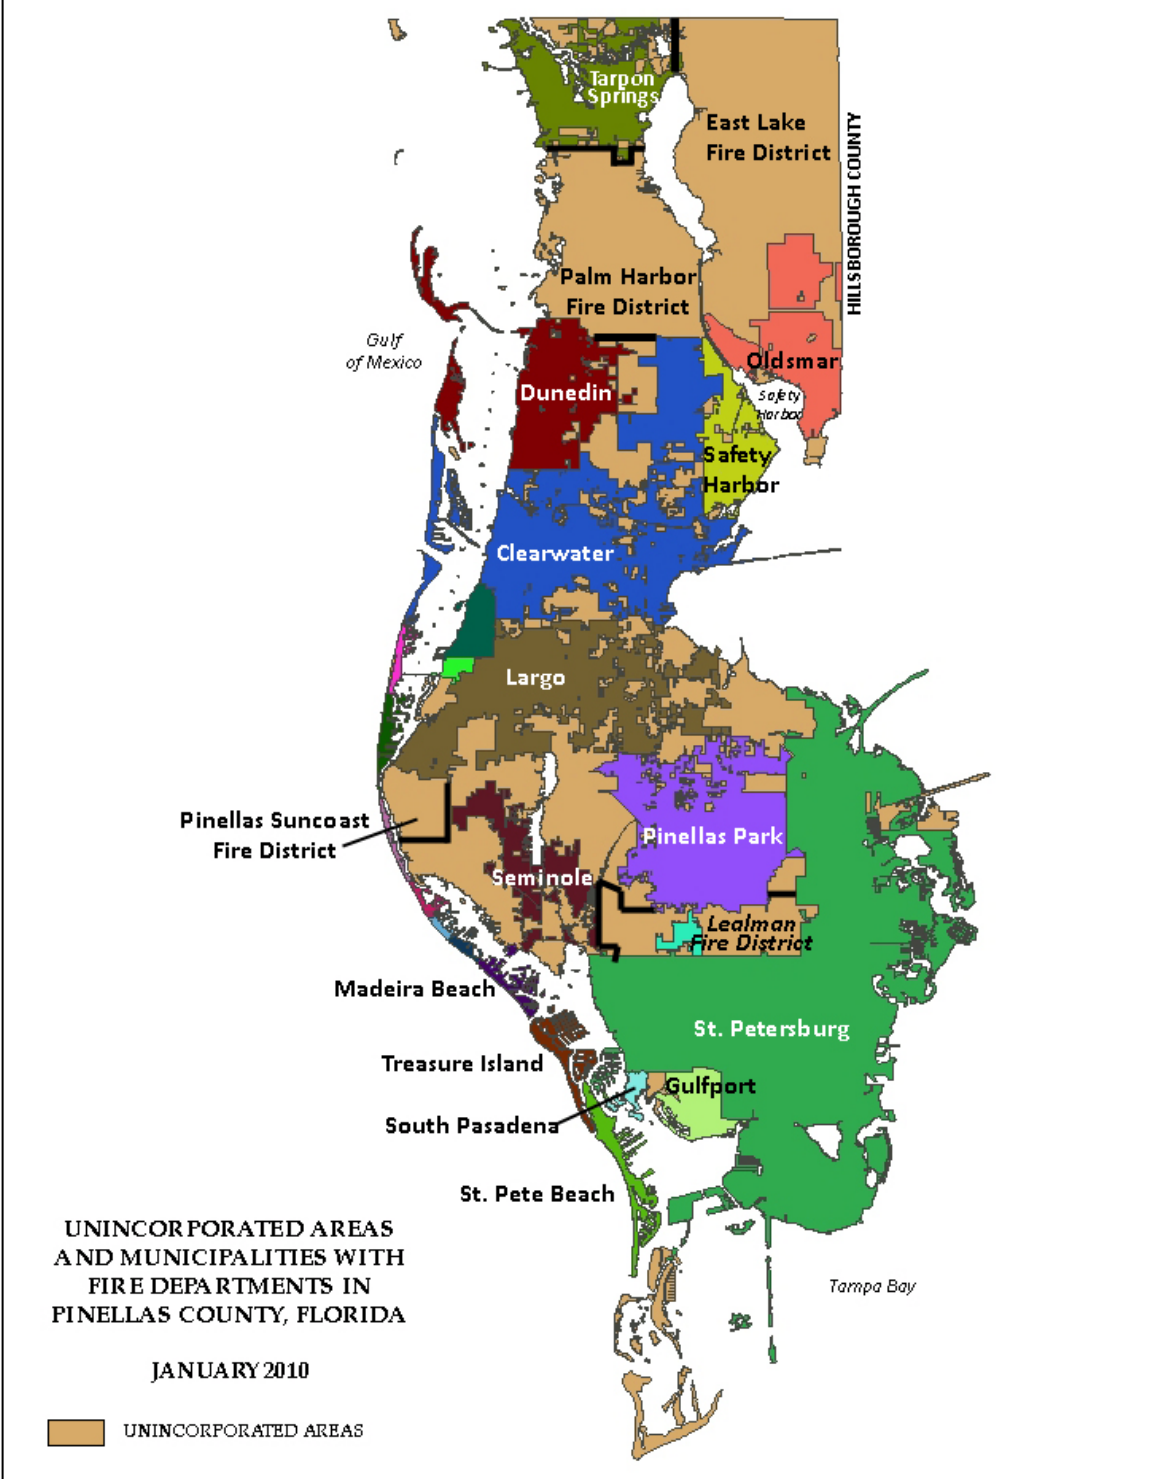 Tarpon
Springs
East Lake
Fire District
HILLSBOROUGH COUNTY
Palm Harbor
Fire District
Gulf
of Mexico
Oldsmar
Dunedin
Safety
Harbor
Safety
Harbor
Clearwater
Largo
Pinellas Suncoast
Fire District
Pinellas Park
Seminole
Lealman
Fire District
Madeira Beach
St. Petersburg
Treasure Island
Gulfport
South Pasadena
St. Pete Beach
UNINCORPORATED AREAS
AND MUNICIPALITIES WITH
FIRE DEPARTMENTS IN
PINELLAS COUNTY, FLORIDA
Tampa Bay
JANUARY 2010
UNINCORPORATED AREAS